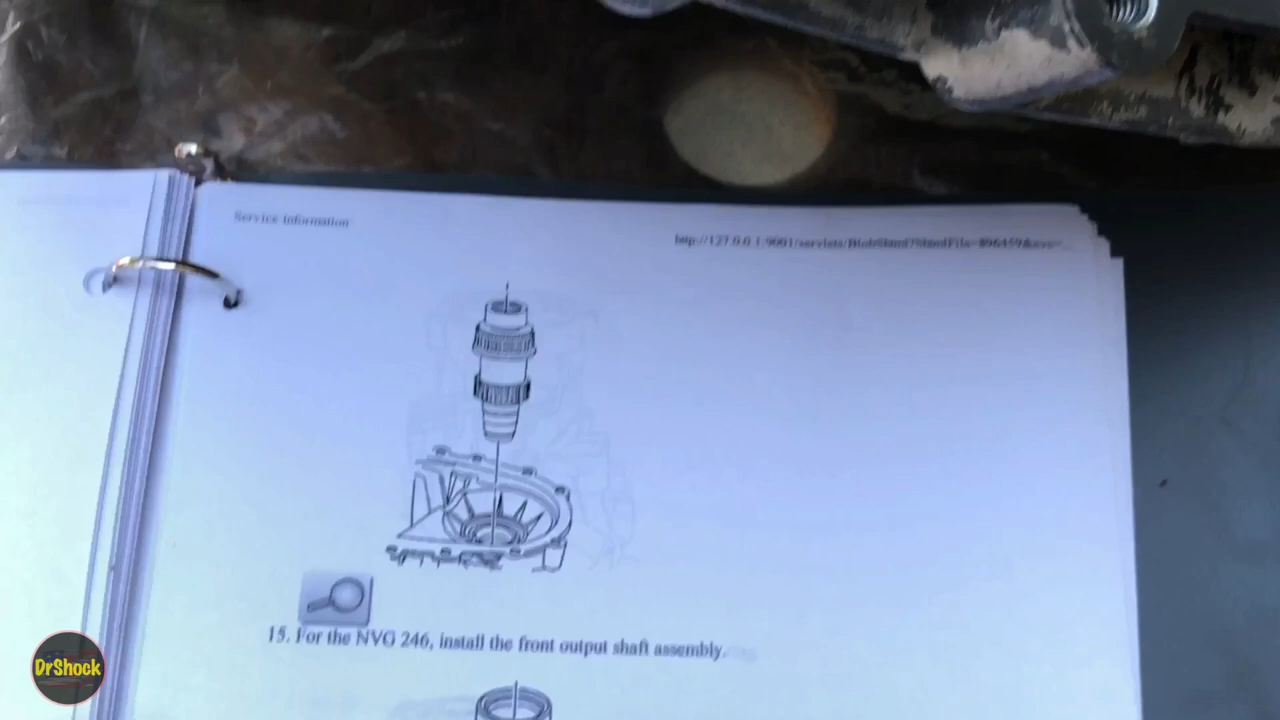 Service Information
15. For the NVG 246, install the front output shaft assembly.
DrShock